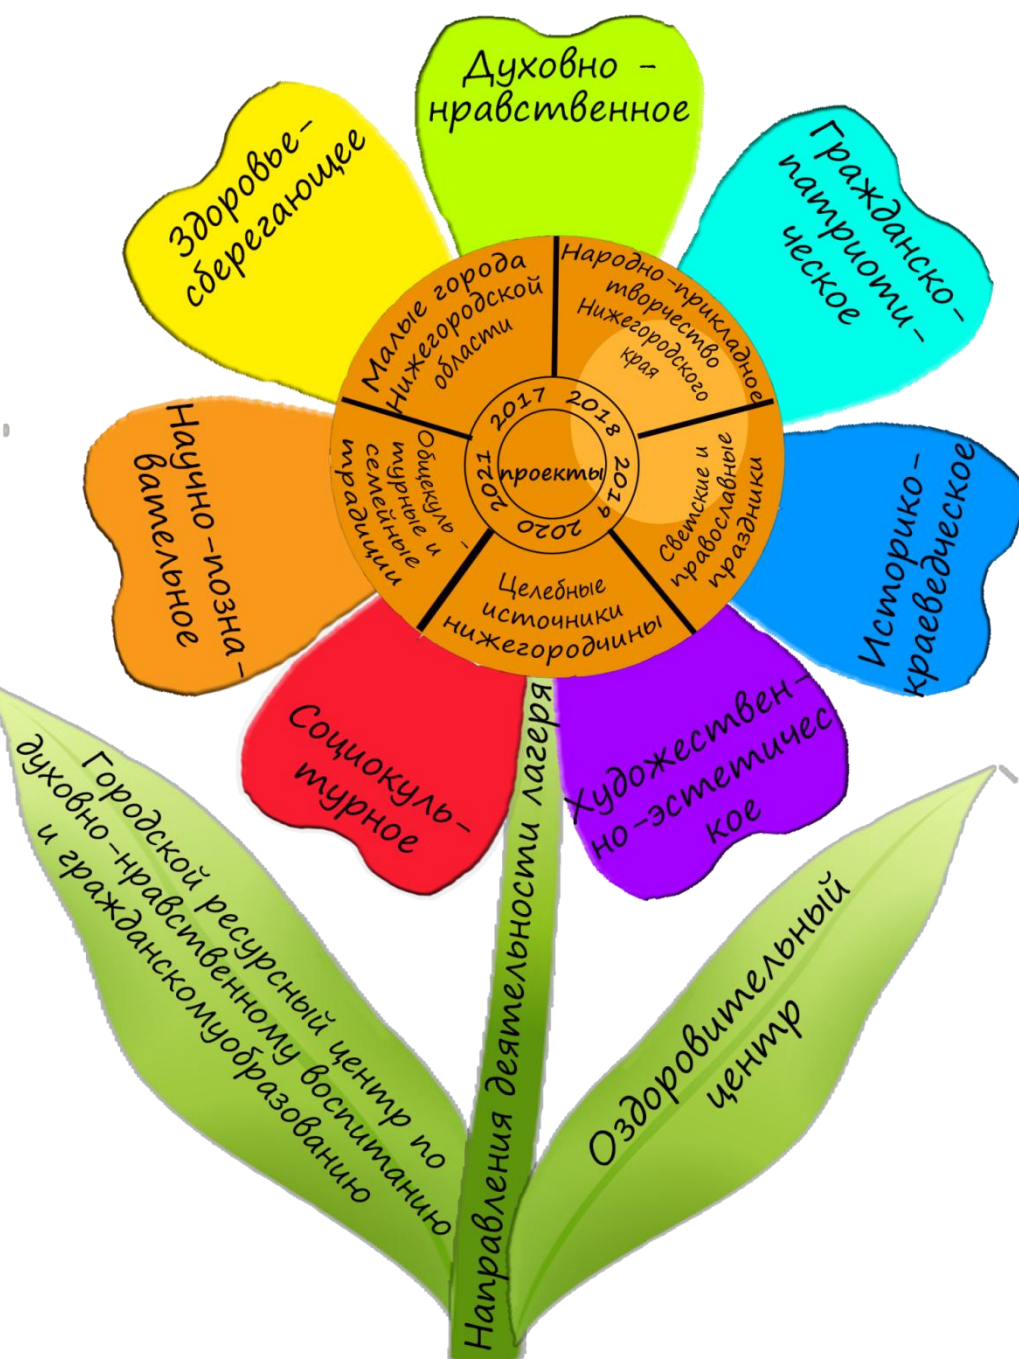 Духовно -
нравственное
Гражданско-
патриоти-
ческое
Историко-
краеведческое
Художествен-
но-эстетичес
кое
Социокуль-
турное
Научно-позна-
вательное
Здоровье-
сберегающее
Малые города
Нижегородской
области
Народно-прикладное
творчество
Нижегородского
края
Светские и
православные
праздники
Целебные
источники
нижегородчины
Общекуль-
турные и
семейные
традиции
2017
2018
2019
2020
2021
проекты
Направления деятельности лагеря
Городской ресурсный центр по
духовно-нравственному воспитанию
и гражданскомуобразованию
Оздоровительный
центр